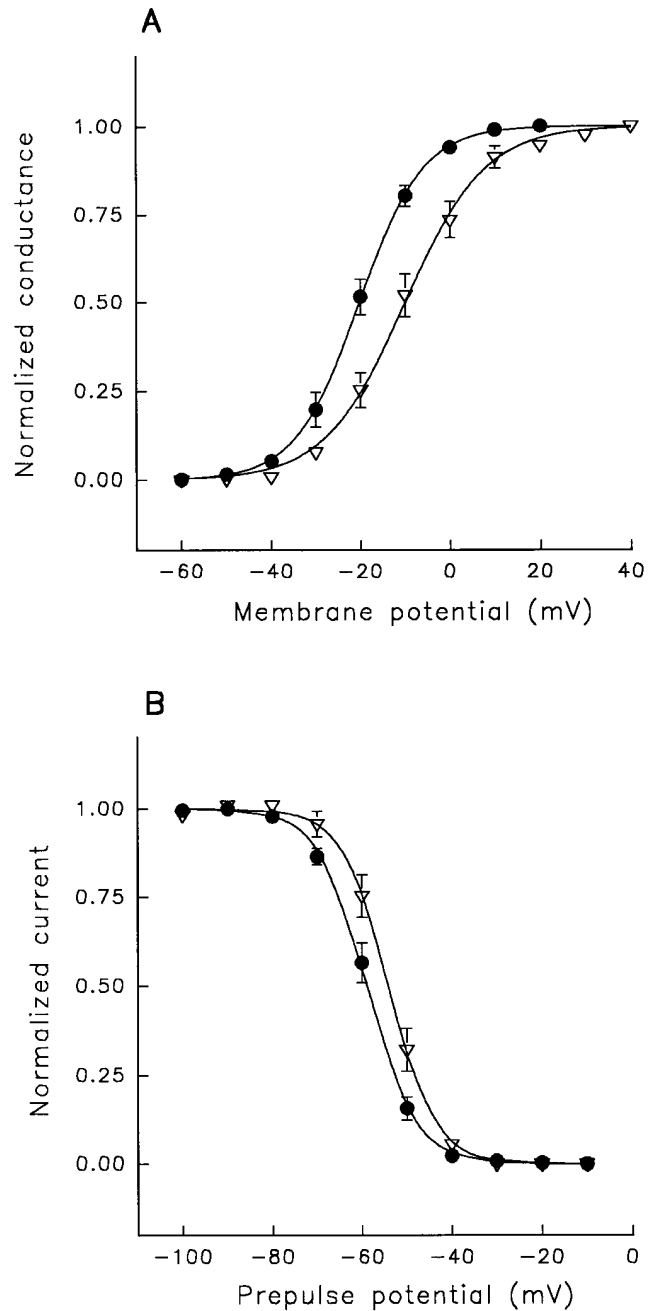 A
Normalized conductance
1.00
0.75
0.50
0.25
0.00
−60 −40 −20 0 20 40
Membrane potential (mV)
B
Normalized current
1.00
0.75
0.50
0.25
0.00
−100 −80 −60 −40 −20 0
Prepulse potential (mV)